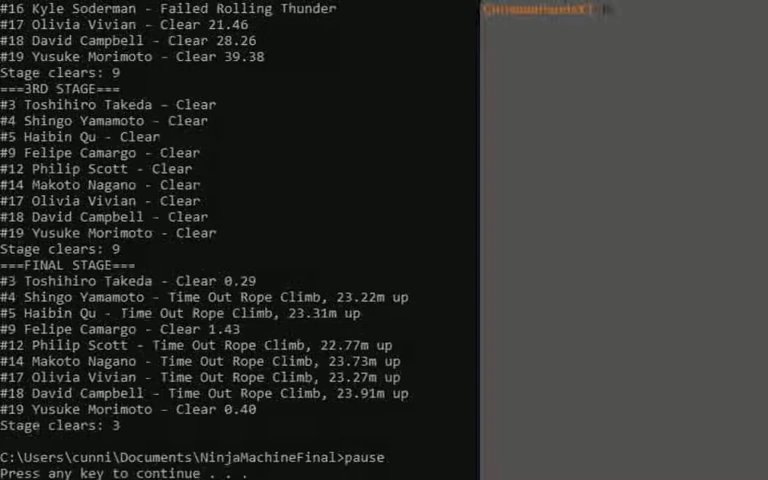 #16 Kyle Soderman - Failed Rolling Thunder
#17 Olivia Vivian - Clear 21.46
#18 David Campbell - Clear 28.26
#19 Yusuke Morimoto - Clear 39.38
Stage clears: 9
===3RD STAGE===
#3 Toshihiro Takeda - Clear
#4 Shingo Yamamoto - Clear
#5 Haibin Qu - Clear
#9 Felipe Camargo - Clear
#12 Philip Scott - Clear
#14 Makoto Nagano - Clear
#17 Olivia Vivian - Clear
#18 David Campbell - Clear
#19 Yusuke Morimoto - Clear
Stage clears: 9
===FINAL STAGE===
#3 Toshihiro Takeda - Clear 0.29
#4 Shingo Yamamoto - Time Out Rope Climb, 23.22m up
#5 Haibin Qu - Time Out Rope Climb, 23.31m up
#9 Felipe Camargo - Clear 1.43
#12 Philip Scott - Time Out Rope Climb, 22.77m up
#14 Makoto Nagano - Time Out Rope Climb, 23.73m up
#17 Olivia Vivian - Time Out Rope Climb, 23.27m up
#18 David Campbell - Time Out Rope Climb, 23.91m up
#19 Yusuke Morimoto - Clear 0.40
Stage clears: 3
C:\Users\cunni\Documents\NinjaMachineFinal>pause
Press any key to continue . . .